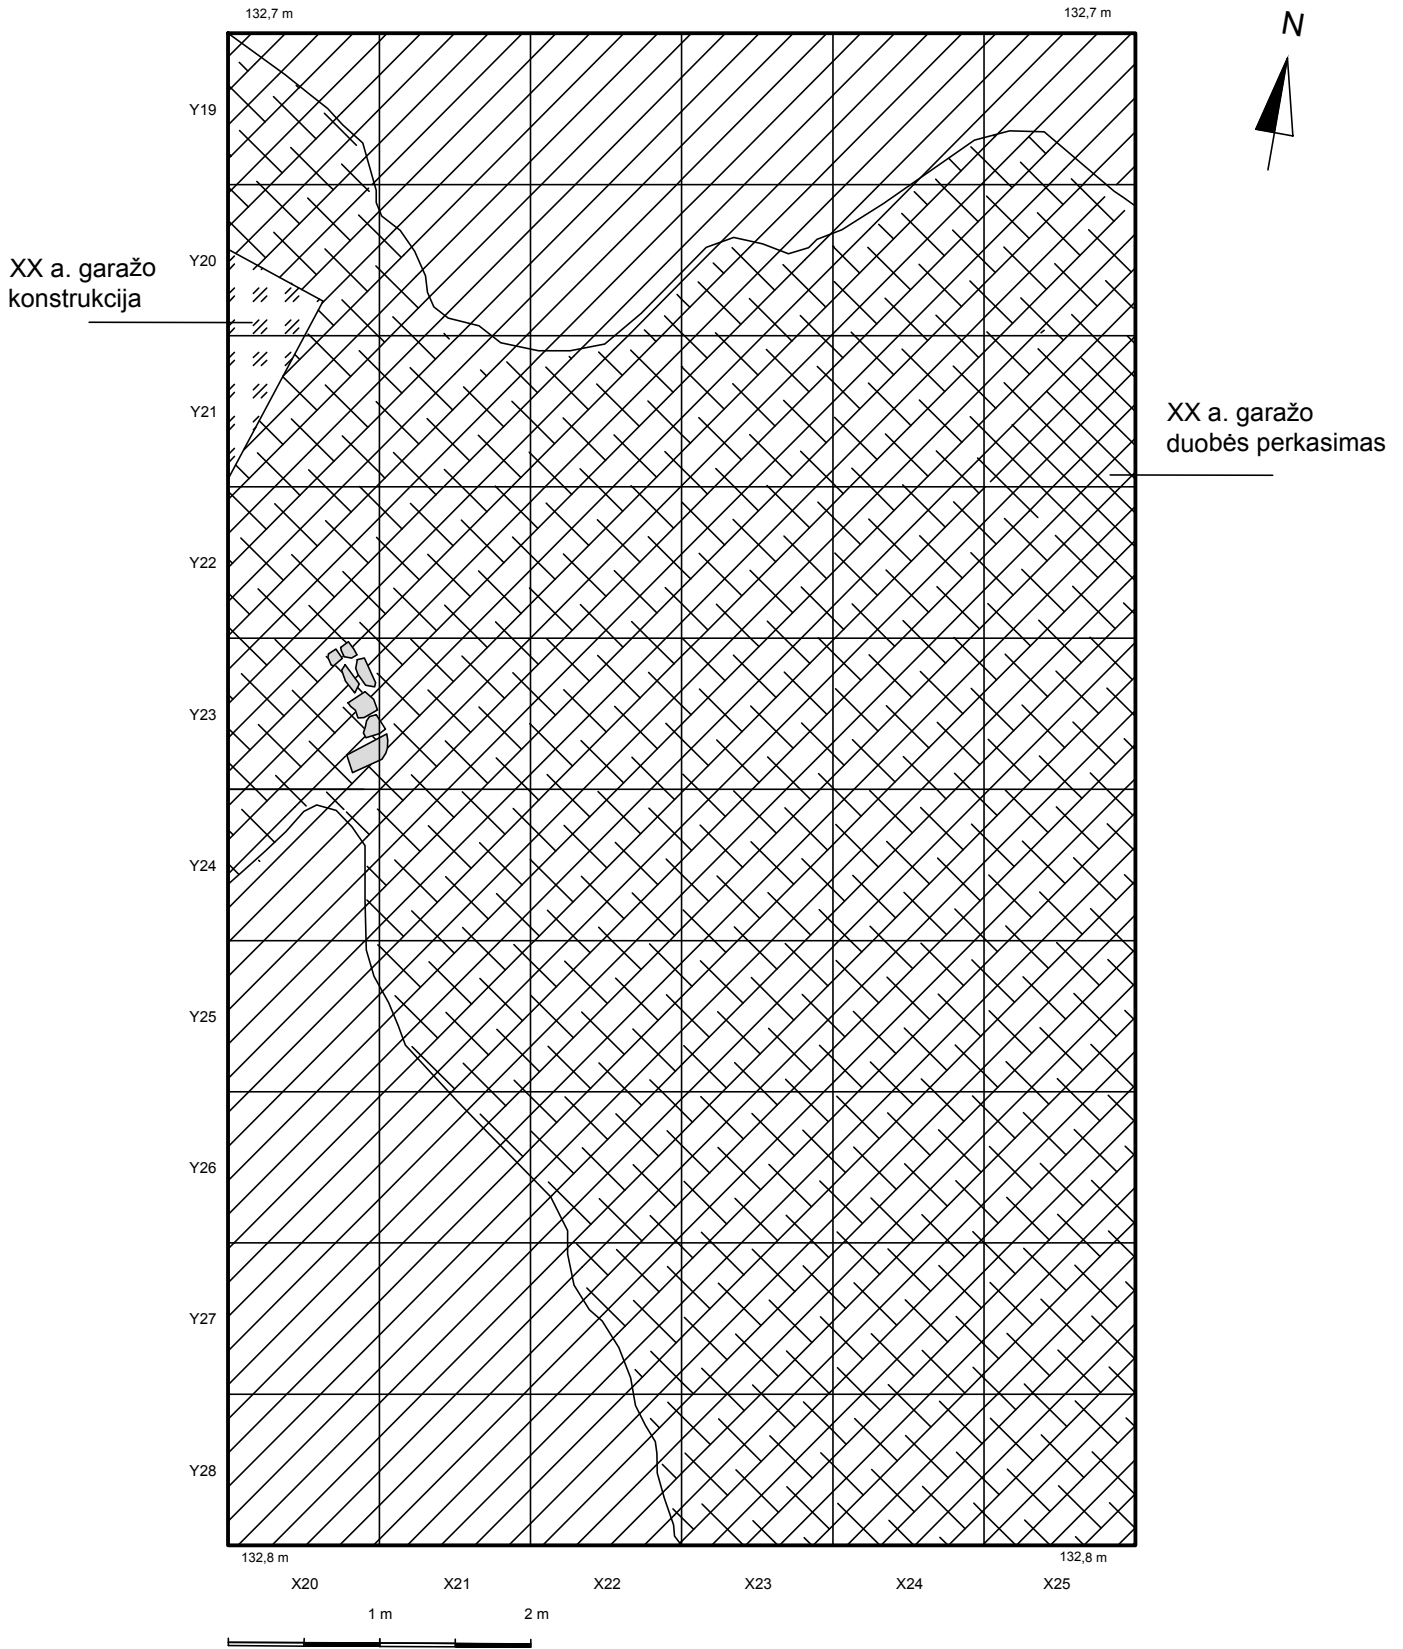 132,7 m
132,7 m
N
Y19
Y20
XX a. garažo
konstrukcija
Y21
XX a. garažo
duobės perkasimas
Y22
Y23
Y24
Y25
Y26
Y27
Y28
132,8 m
132,8 m
X20
X21
X22
X23
X24
X25
1 m
2 m